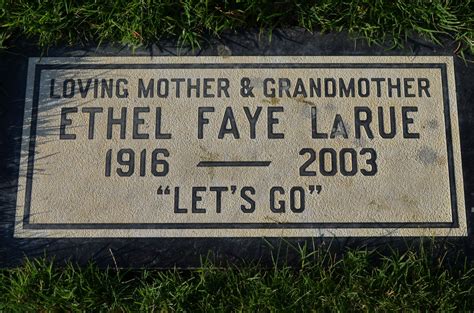 LOVING MOTHER & GRANDMOTHER
ETHEL FAYE LaRUE
1916 — 2003
“LET'S GO”